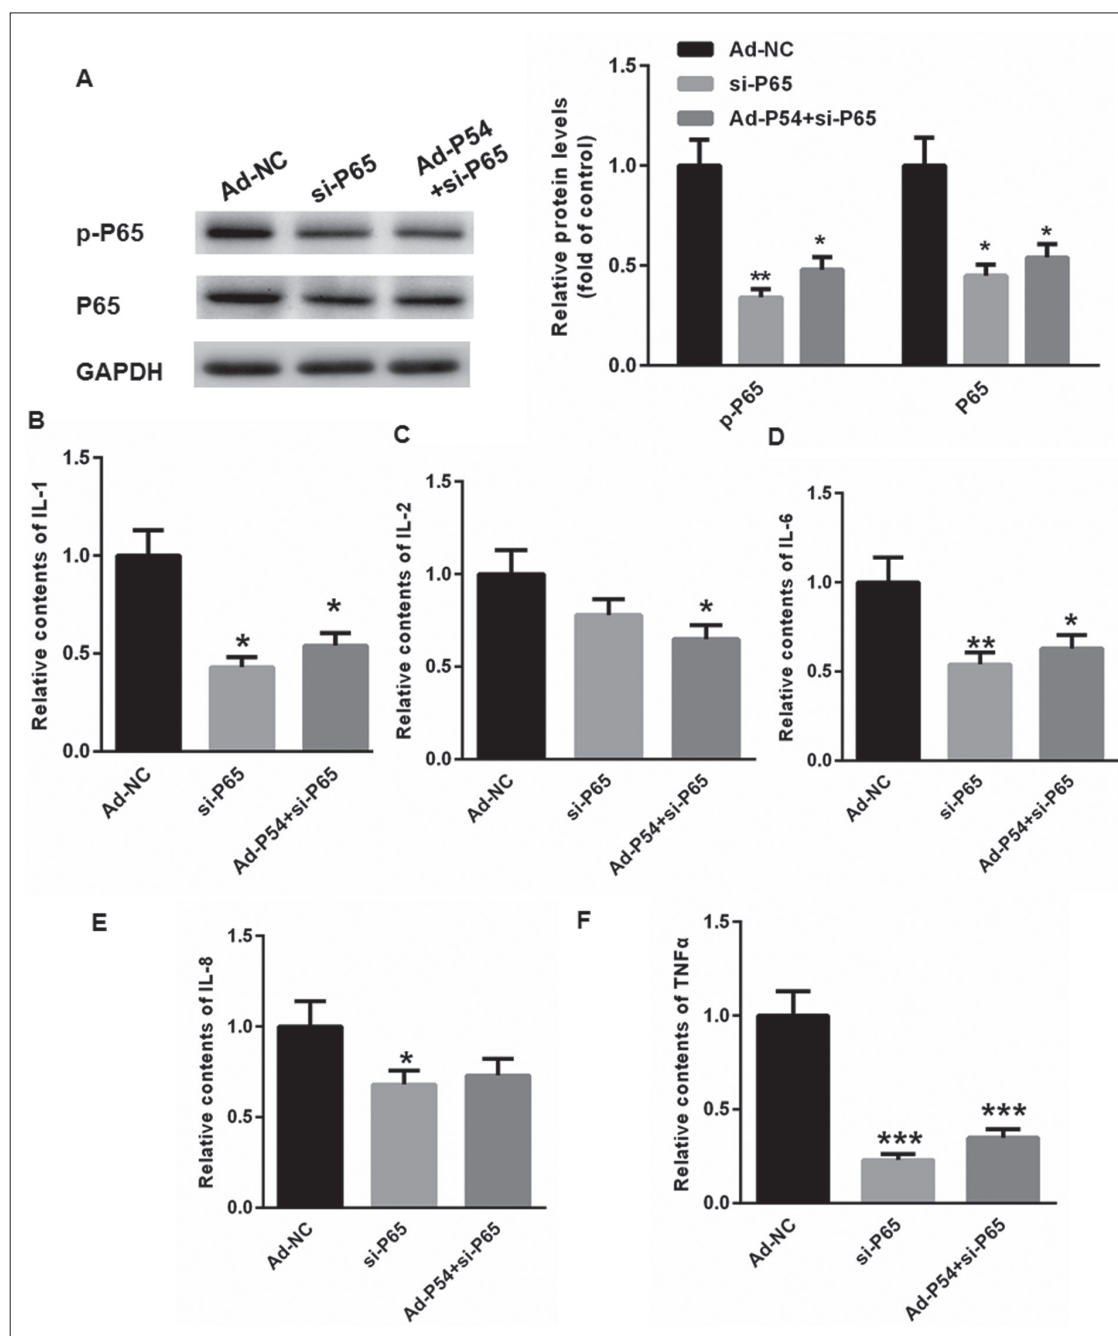 A
Ad-NC
si-P65
Ad-P54
+si-P65
p-P65
P65
GAPDH
Ad-NC
si-P65
Ad-P54+si-P65
Relative protein levels
(fold of control)
1.5
1.0
0.5
0.0
**
*
*
*
p-P65
P65
B
Relative contents of IL-1
1.5
1.0
0.5
0.0
*
*
Ad-NC
si-P65
Ad-P54+si-P65
C
Relative contents of IL-2
1.5
1.0
0.5
0.0
*
Ad-NC
si-P65
Ad-P54+si-P65
D
Relative contents of IL-6
1.5
1.0
0.5
0.0
**
*
Ad-NC
si-P65
Ad-P54+si-P65
E
Relative contents of IL-8
1.5
1.0
0.5
0.0
*
Ad-NC
si-P65
Ad-P54+si-P65
F
Relative contents of TNFα
1.5
1.0
0.5
0.0
***
***
Ad-NC
si-P65
Ad-P54+si-P65